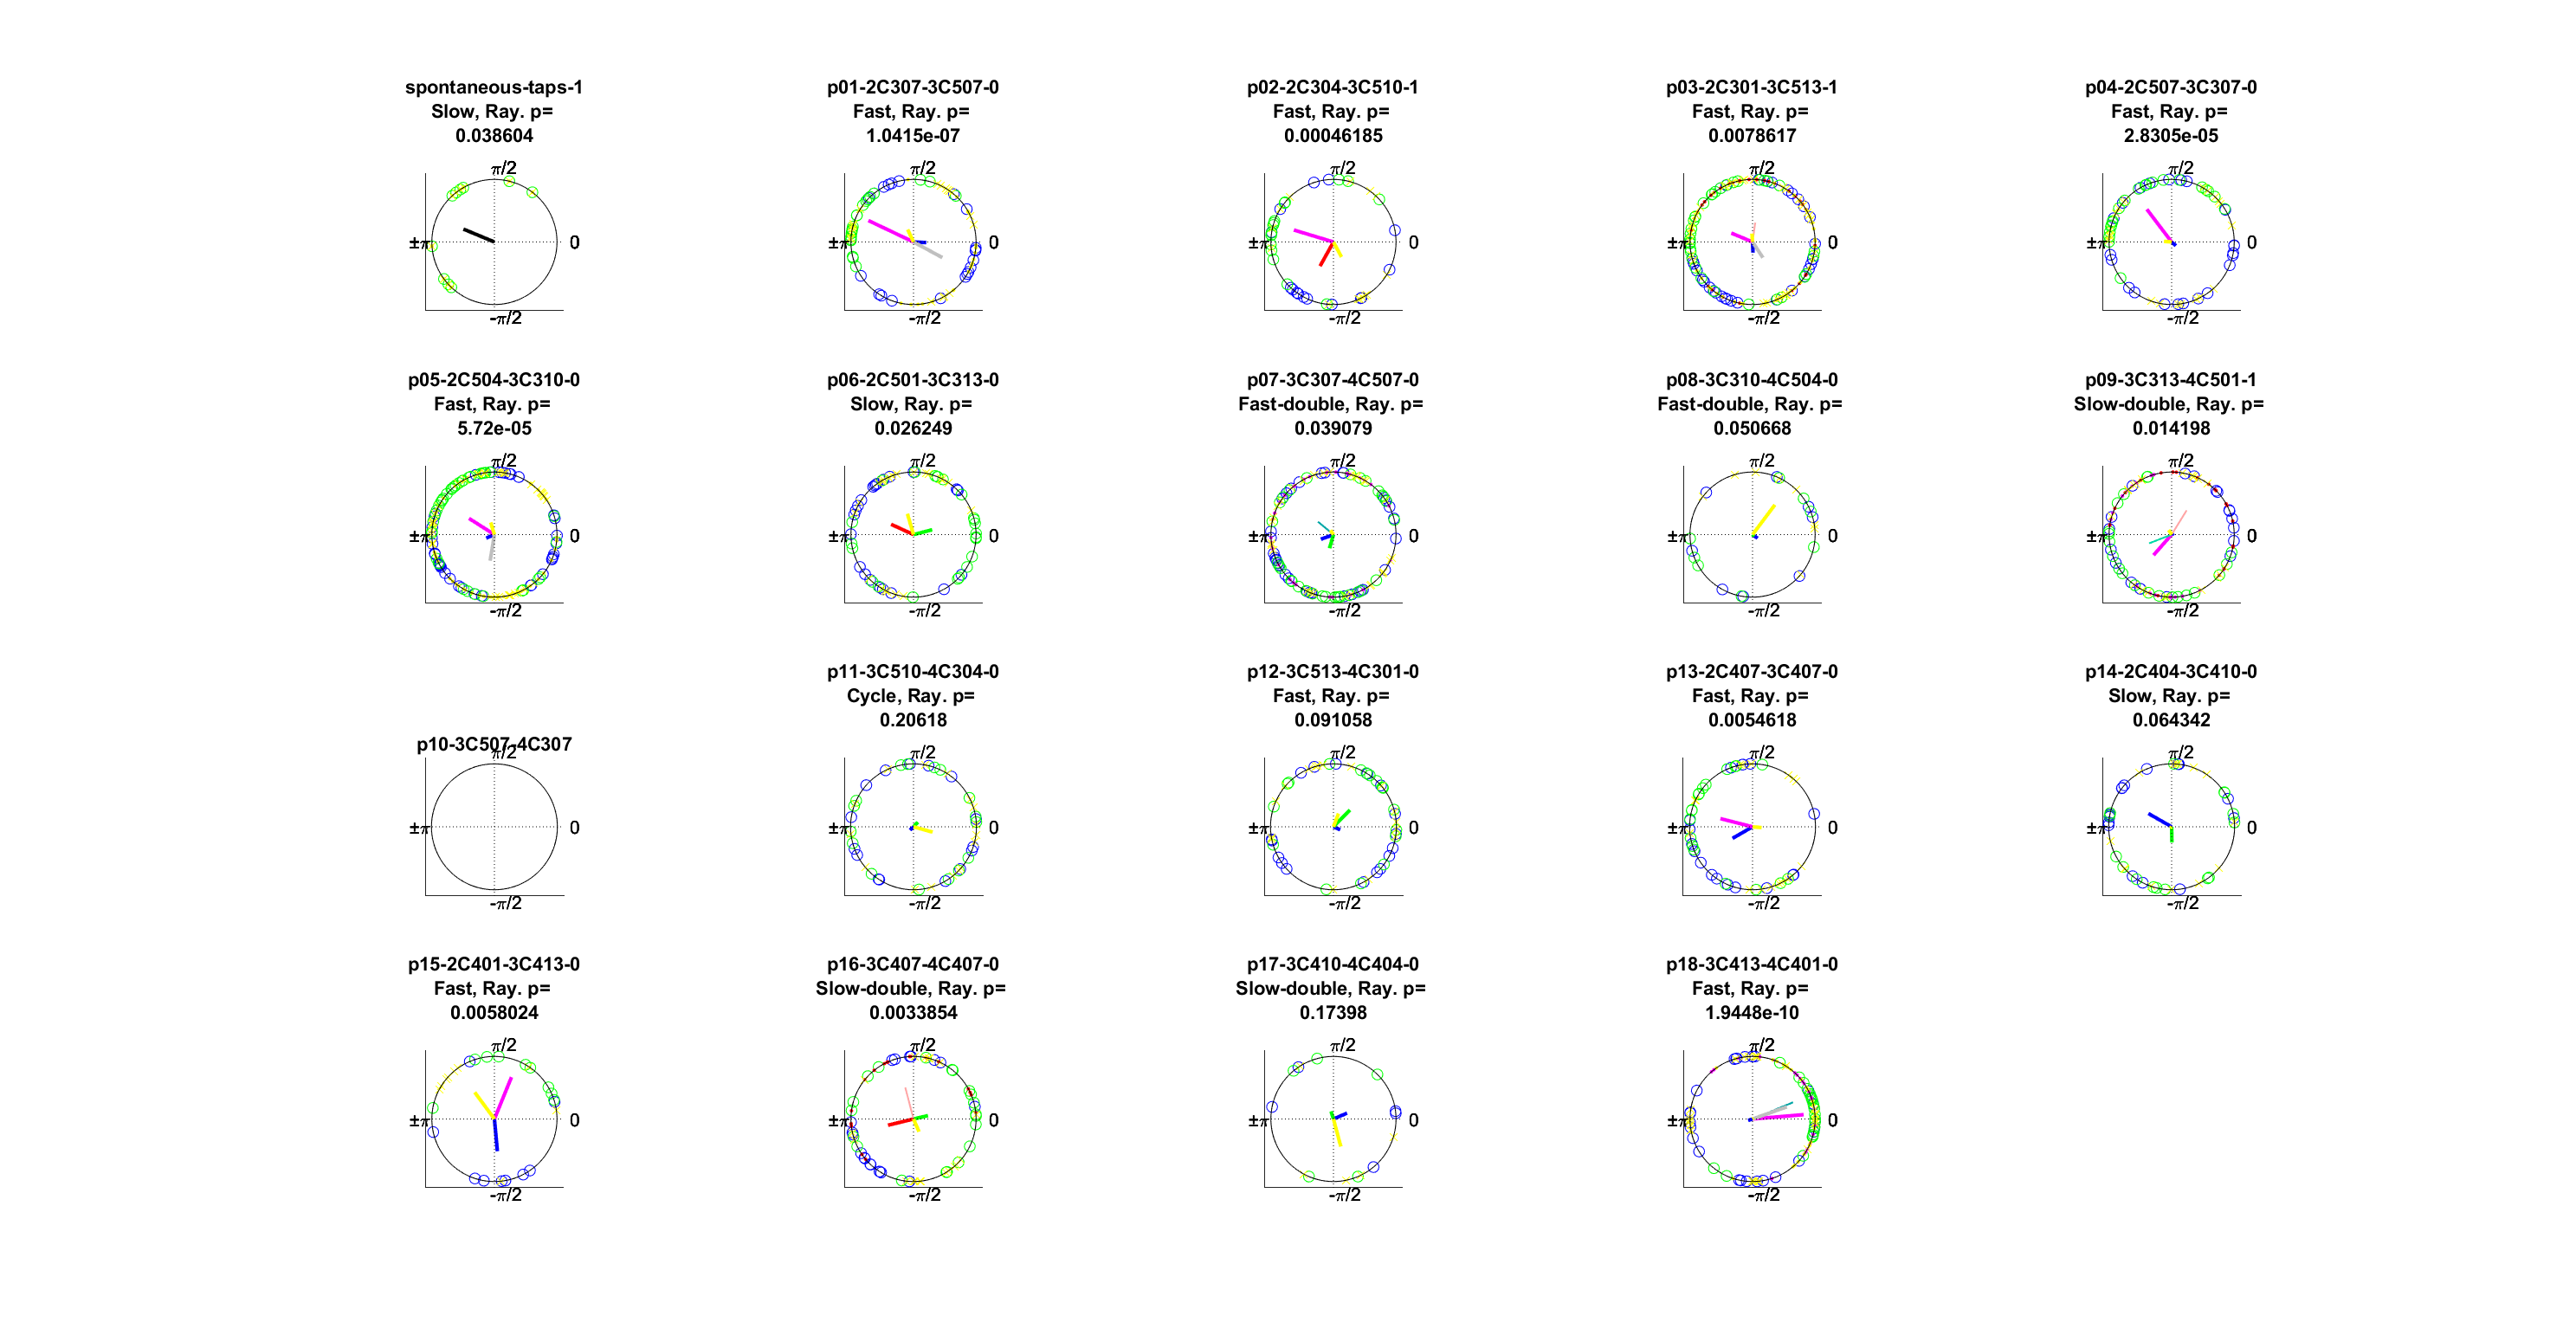 spontaneous-taps-1
Slow, Ray. p=
0.038604
π/2
±π
0
-π/2
p01-2C307-3C507-0
Fast, Ray. p=
1.0415e-07
π/2
±π
0
-π/2
p02-2C304-3C510-1
Fast, Ray. p=
0.00046185
π/2
±π
0
-π/2
p03-2C301-3C513-1
Fast, Ray. p=
0.0078617
π/2
±π
0
-π/2
p04-2C507-3C307-0
Fast, Ray. p=
2.8305e-05
π/2
±π
0
-π/2
p05-2C504-3C310-0
Fast, Ray. p=
5.72e-05
π/2
±π
0
-π/2
p06-2C501-3C313-0
Slow, Ray. p=
0.026249
π/2
±π
0
-π/2
p07-3C307-4C507-0
Fast-double, Ray. p=
0.039079
π/2
±π
0
-π/2
p08-3C310-4C504-0
Fast-double, Ray. p=
0.050668
π/2
±π
0
-π/2
p09-3C313-4C501-1
Slow-double, Ray. p=
0.014198
π/2
±π
0
-π/2
p10-3C507-4C307
π/2
±π
0
-π/2
p11-3C510-4C304-0
Cycle, Ray. p=
0.20618
π/2
±π
0
-π/2
p12-3C513-4C301-0
Fast, Ray. p=
0.091058
π/2
±π
0
-π/2
p13-2C407-3C407-0
Fast, Ray. p=
0.0054618
π/2
±π
0
-π/2
p14-2C404-3C410-0
Slow, Ray. p=
0.064342
π/2
±π
0
-π/2
p15-2C401-3C413-0
Fast, Ray. p=
0.0058024
π/2
±π
0
-π/2
p16-3C407-4C407-0
Slow-double, Ray. p=
0.0033854
π/2
±π
0
-π/2
p17-3C410-4C404-0
Slow-double, Ray. p=
0.17398
π/2
±π
0
-π/2
p18-3C413-4C401-0
Fast, Ray. p=
1.9448e-10
π/2
±π
0
-π/2